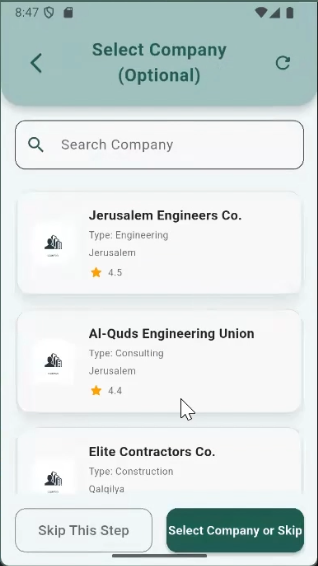 8:47
Select Company
(Optional)
Search Company
Jerusalem Engineers Co.
Type: Engineering
Jerusalem
4.5
Al-Quds Engineering Union
Type: Consulting
Jerusalem
4.4
Elite Contractors Co.
Type: Construction
Qalqilya
Skip This Step
Select Company or Skip